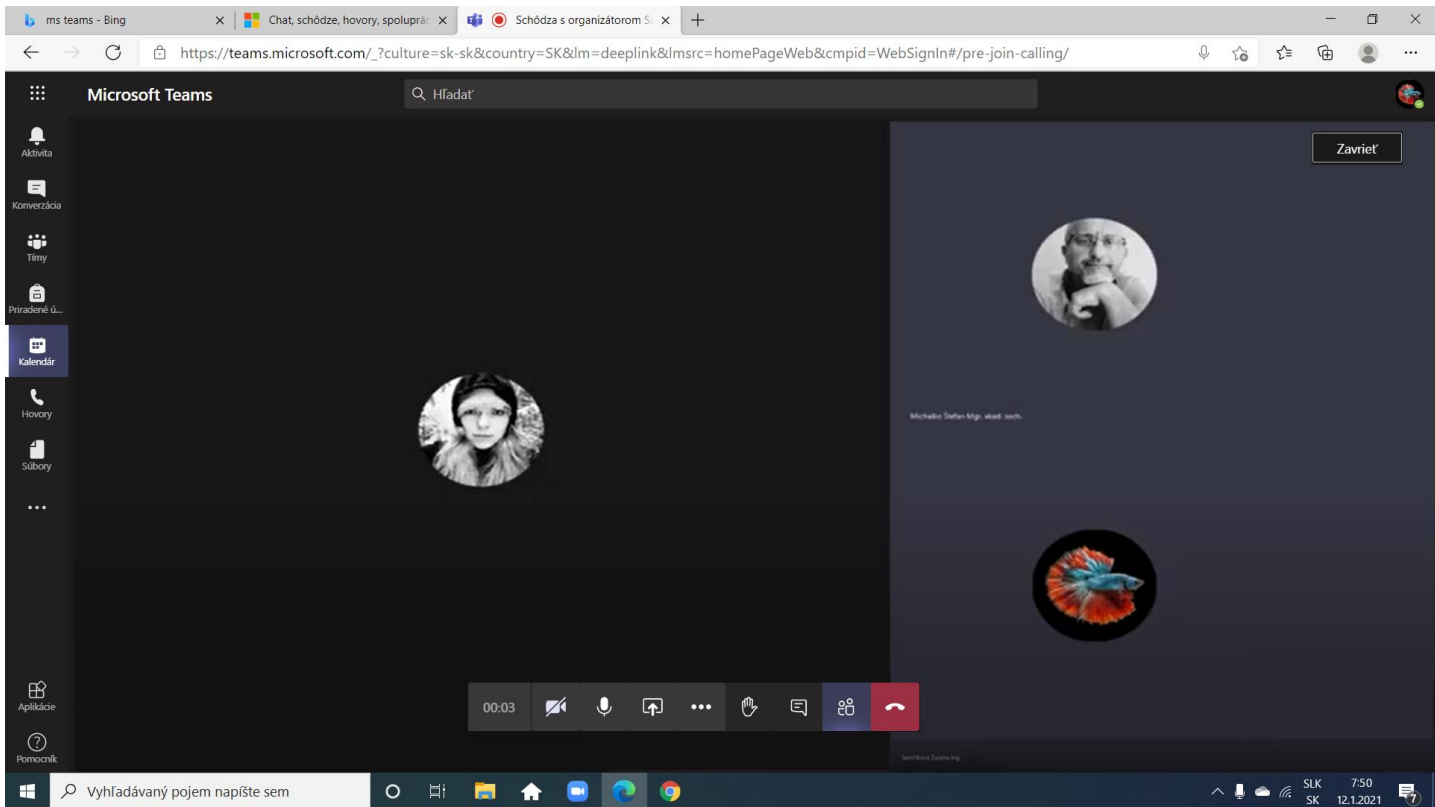 ms teams - Bing
Chat, schôdze, hovory, spoluprác
Schôdza s organizátorom S
https://teams.microsoft.com/_?culture=sk-sk&country=SK&lm=deeplink&lmsrc=homePageWeb&cmpid=WebSignIn#/pre-join-calling/
Microsoft Teams
Hľadať
Aktivita
Konverzácia
Tímy
Priradené ú...
Kalendár
Hovory
Súbory
Zavrieť
Michalko Štefan Mgr. akad. soch.
00:03
Aplikácie
Pomocník
Vyhľadávaný pojem napíšte sem
SLK
SK
7:50
12.1.2021
7